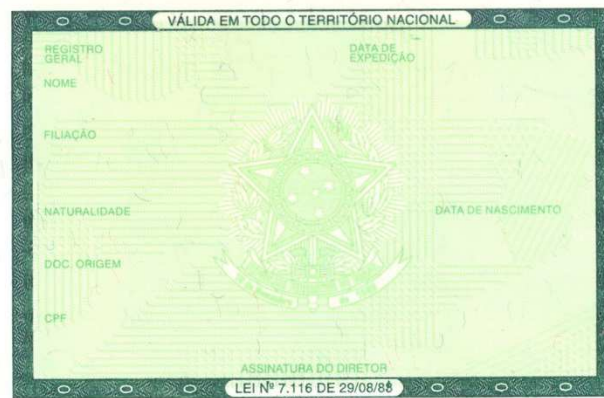 VÁLIDA EM TODO O TERRITÓRIO NACIONAL
REGISTRO GERAL
DATA DE EXPEDIÇÃO
NOME
FILIAÇÃO
NATURALIDADE
DATA DE NASCIMENTO
DOC. ORIGEM
CPF
ASSINATURA DO DIRETOR
LEI Nº 7.116 DE 29/08/83